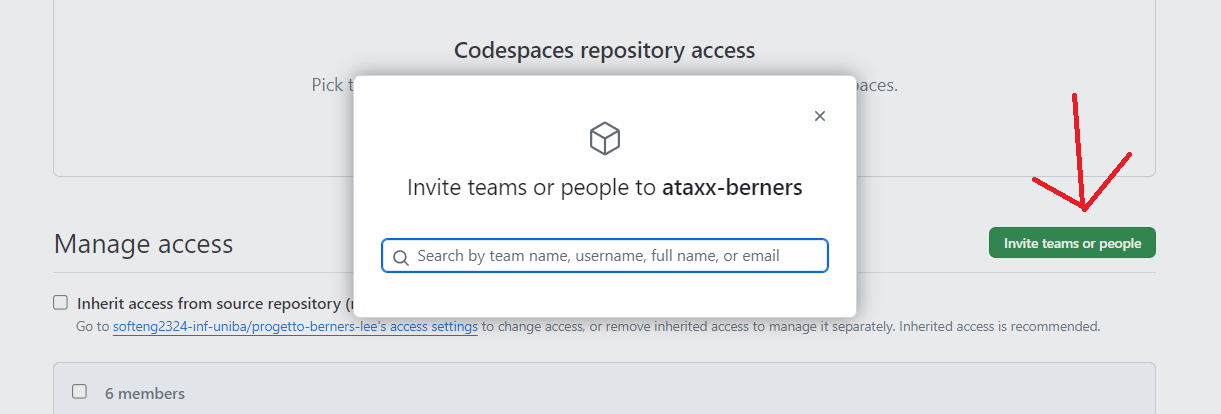 Codespaces repository access
Pick t
aces.
Invite teams or people to ataxx-berners
Search by team name, username, full name, or email
Manage access
Invite teams or people
Inherit access from source repository (
Go to softeng2324-inf-uniba/progetto-berners-lee's access settings to change access, or remove inherited access to manage it separately. Inherited access is recommended.
6 members